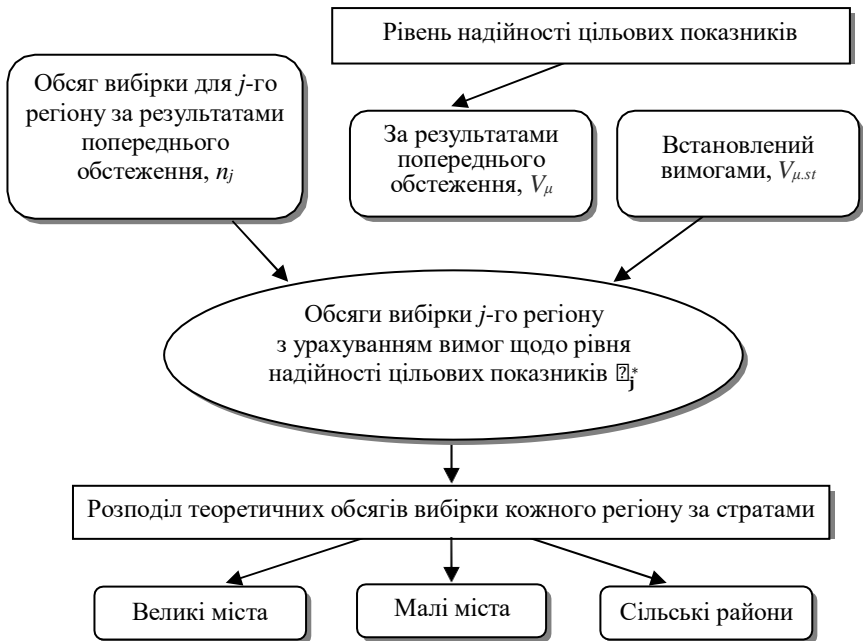 Рівень надійності цільових показників
Обсяг вибірки для j-го
регіону за результатами
попереднього
обстеження, nj
За результатами
попереднього
обстеження, Vμ
Встановлений
вимогами, Vμ.st
Обсяги вибірки j-го регіону
з урахуванням вимог щодо рівня
надійності цільових показників ⍰j*
Розподіл теоретичних обсягів вибірки кожного регіону за стратами
Великі міста
Малі міста
Сільські райони